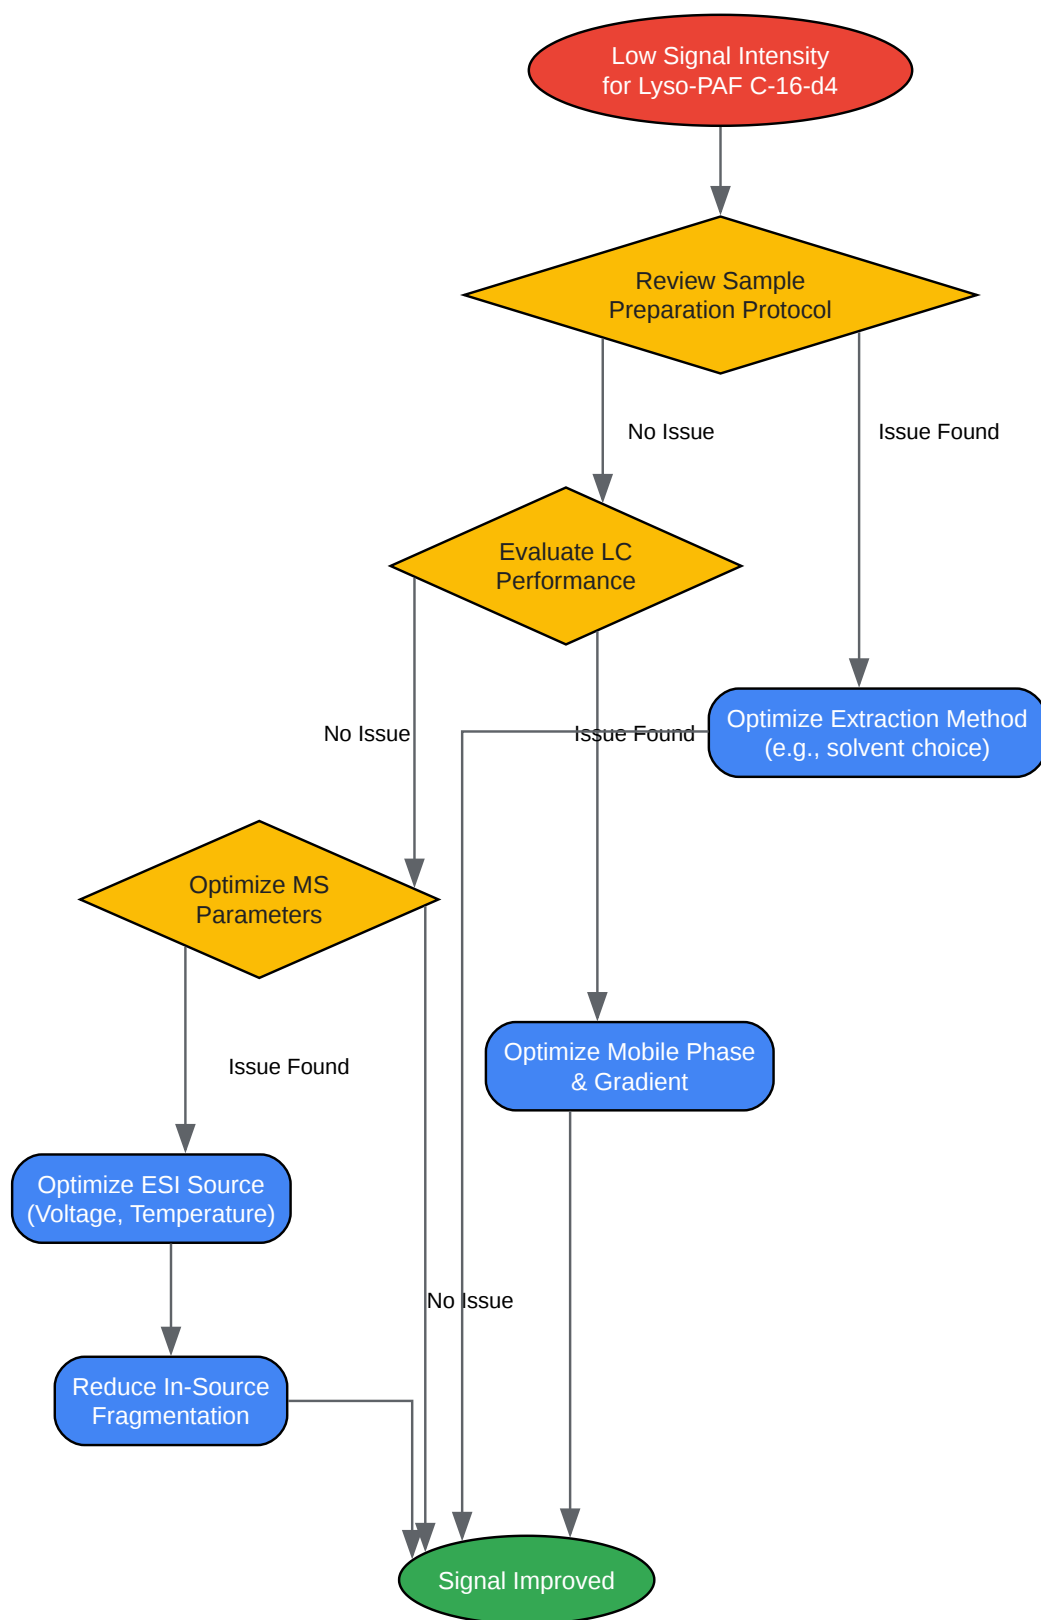 Low Signal Intensity
for Lyso-PAF C-16-d4
Review Sample
Preparation Protocol
No Issue
Issue Found
Evaluate LC
Performance
No Issue
Issue Found
Optimize Extraction Method
(e.g., solvent choice)
Optimize MS
Parameters
Optimize Mobile Phase
& Gradient
Issue Found
Optimize ESI Source
(Voltage, Temperature)
No Issue
Reduce In-Source
Fragmentation
Signal Improved